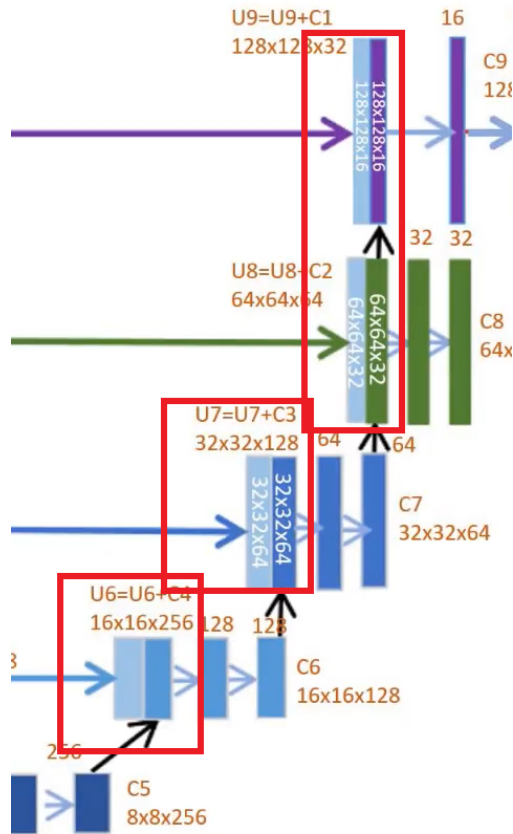 U9=U9+C1
128x128x32
16
C9
128
128x128x16
128x128x16
U8=U8+C2
64x64x64
32
32
64x64x32
64x64x32
C8
64x
U7=U7+C3
32x32x128
64
64
32x32x64
32x32x64
C7
32x32x64
U6=U6+C4
16x16x256
128
128
C6
16x16x128
256
C5
8x8x256